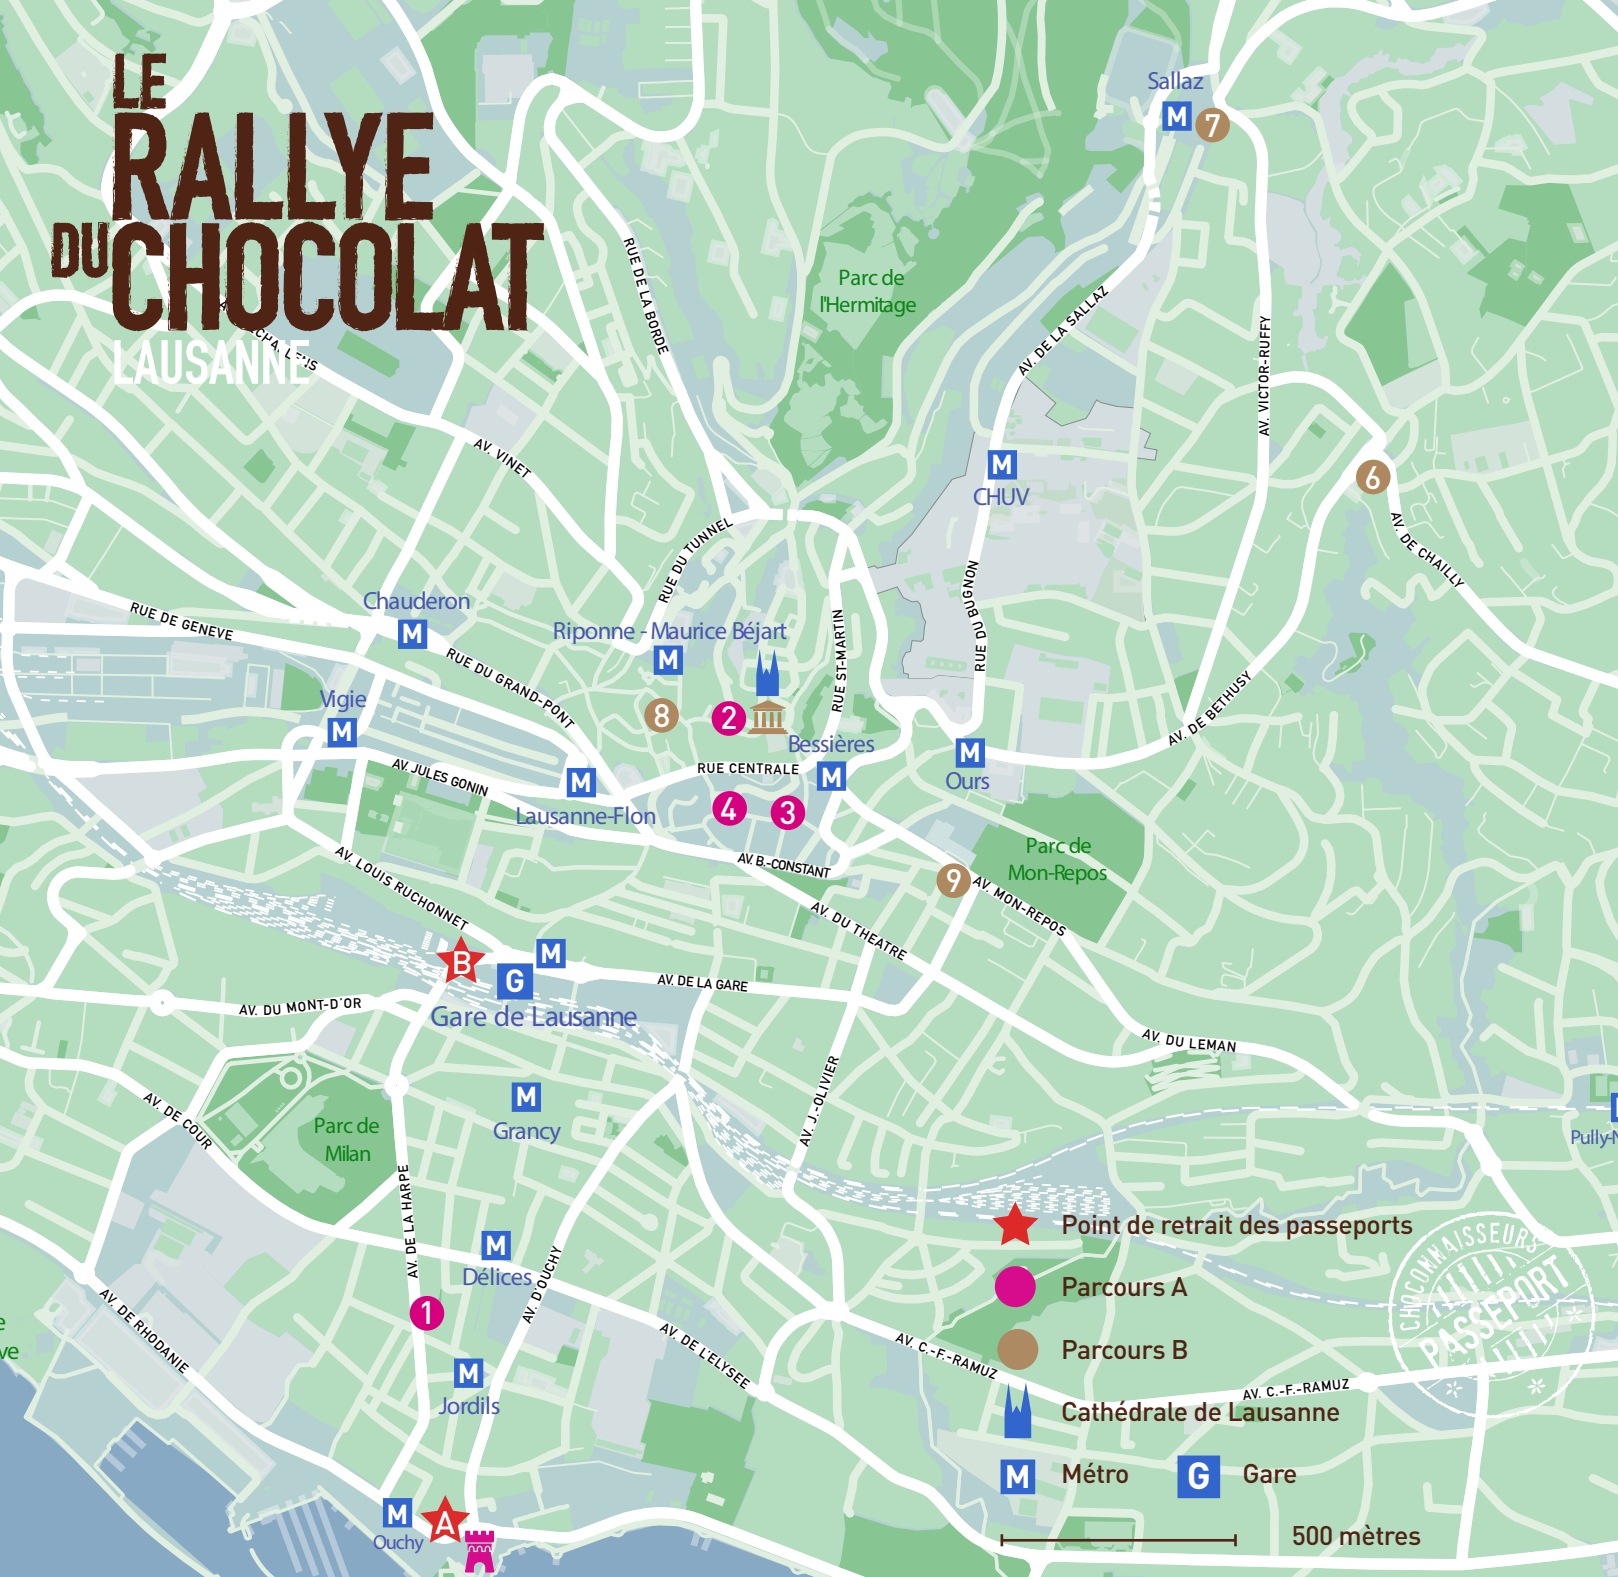 LE
RALLYE
DU CHOCOLAT
LAUSANNE
Sallaz
M
7
RUE DE LA BORDE
Parc de
l'Hermitage
AV. DE LA SALLAZ
AV. VICTOR-RUFFY
AV. VINET
M
CHUV
6
AV. DE CHAILLY
RUE DU TUNNEL
RUE DU BUGNON
Chauderon
M
RUE DE GENEVE
Riponne - Maurice Béjart
M
RUE ST-MARTIN
RUE DU GRAND-PONT
Vigie
M
8
2
AV. DE BETHUSY
Bessières
M
M
Ours
RUE CENTRALE
AV. JULES GONIN
M
Lausanne-Flon
4
3
Parc de
Mon-Repos
AV. B.-CONSTANT
AV. LOUIS RUCHONNET
9
AV. MON-REPOS
AV. DU THEATRE
B
M
G
Gare de Lausanne
AV. DE LA GARE
AV. DU MONT-D'OR
AV. DU LEMAN
AV. J.-OLIVIER
M
Grancy
AV. DE COUR
Parc de
Milan
AV. DE LA HARPE
M
Délices
AV. D'OUCHY
1
AV. DE RHODANIE
AV. DE L'ELYSEE
M
Jordils
AV. C.-F.-RAMUZ
AV. C.-F.-RAMUZ
M
Ouchy
A
Point de retrait des passeports
Parcours A
Parcours B
Cathédrale de Lausanne
M
Métro
G
Gare
500 mètres
CHOCONNAISSEURS
PASSEPORT